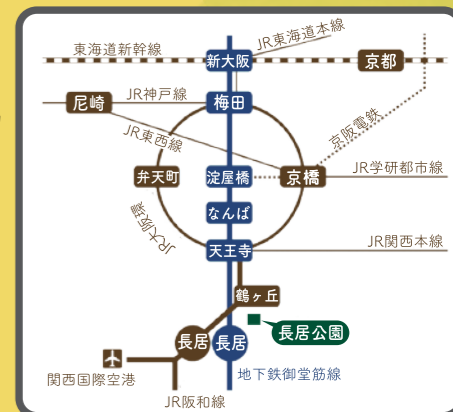 JR東海道本線
東海道新幹線
新大阪
京都
尼崎
JR神戸線
梅田
JR東西線
京阪電鉄
弁天町
淀屋橋
京橋
JR学研都市線
なんば
JR大阪環
天王寺
JR関西本線
鶴ヶ丘
長居
長居
長居公園
関西国際空港
地下鉄御堂筋線
JR阪和線